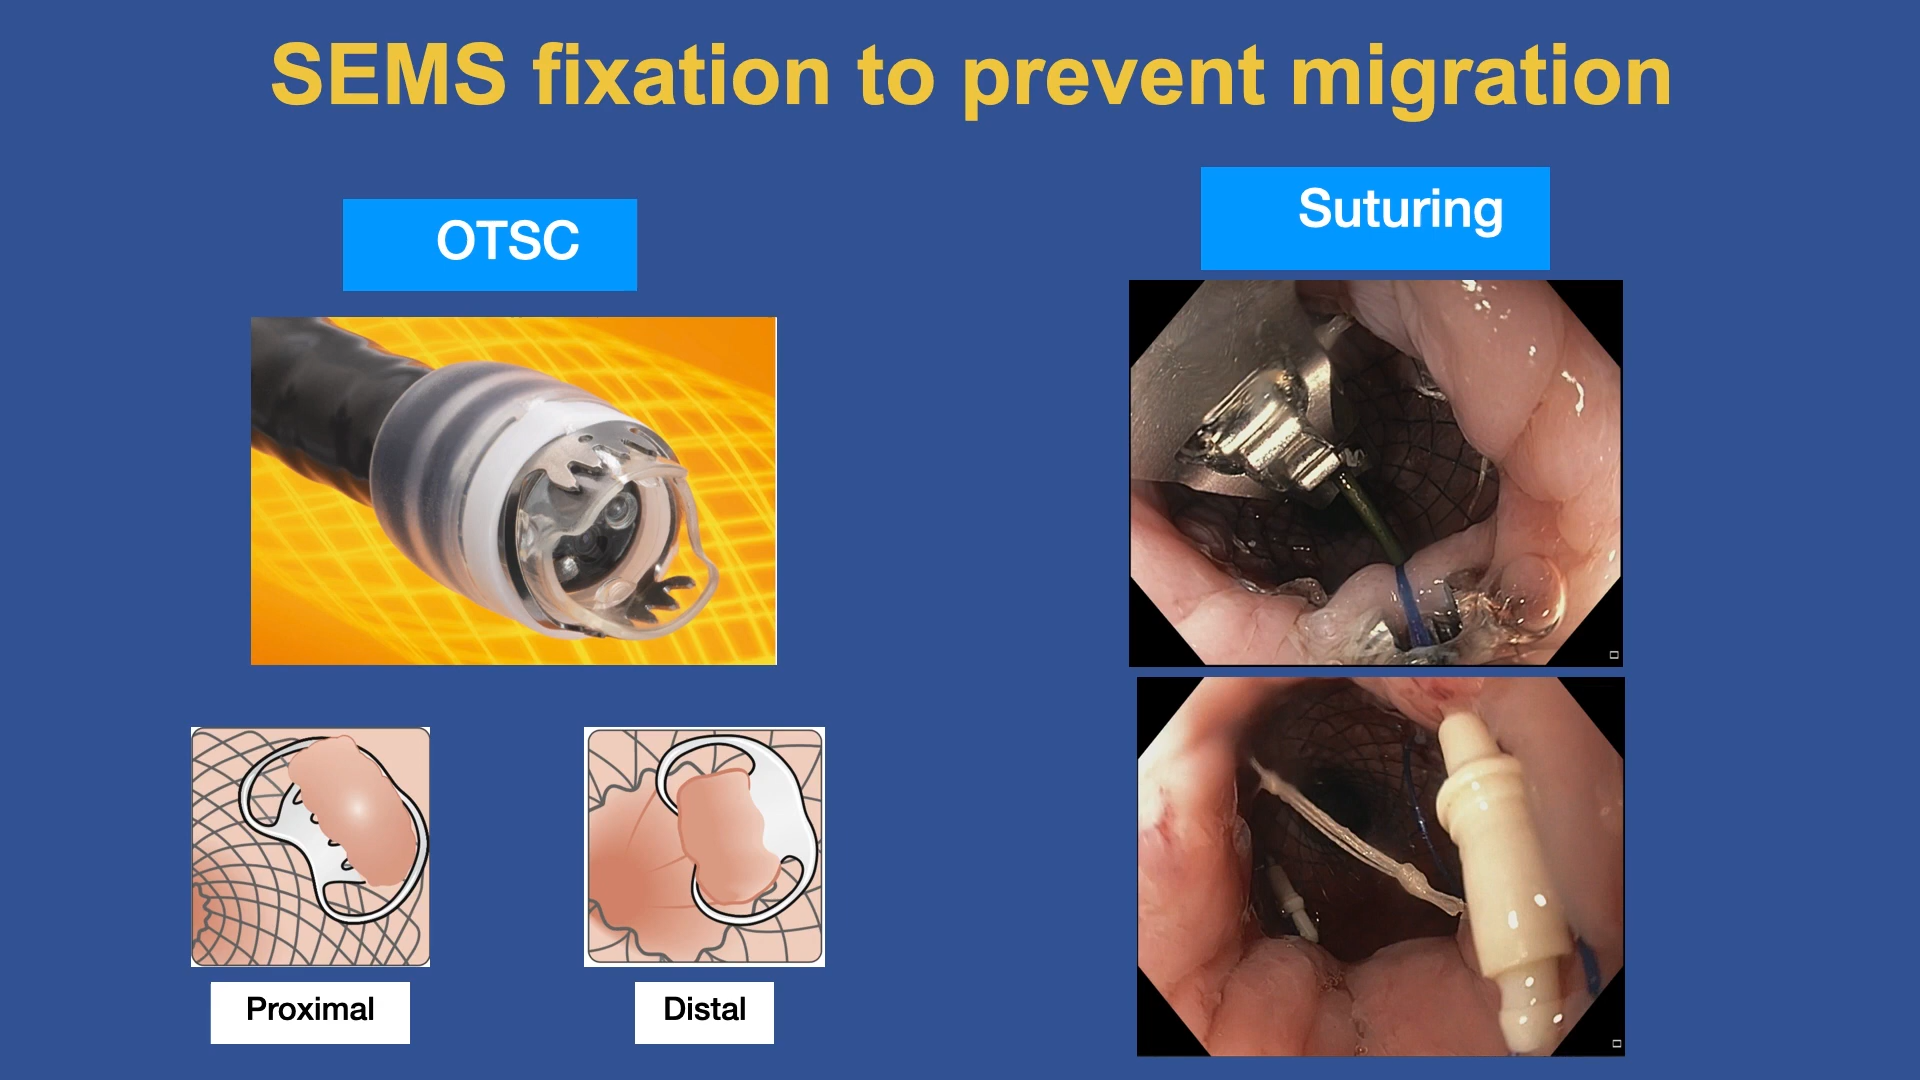 SEMS fixation to prevent migration
OTSC
Suturing
Proximal
Distal